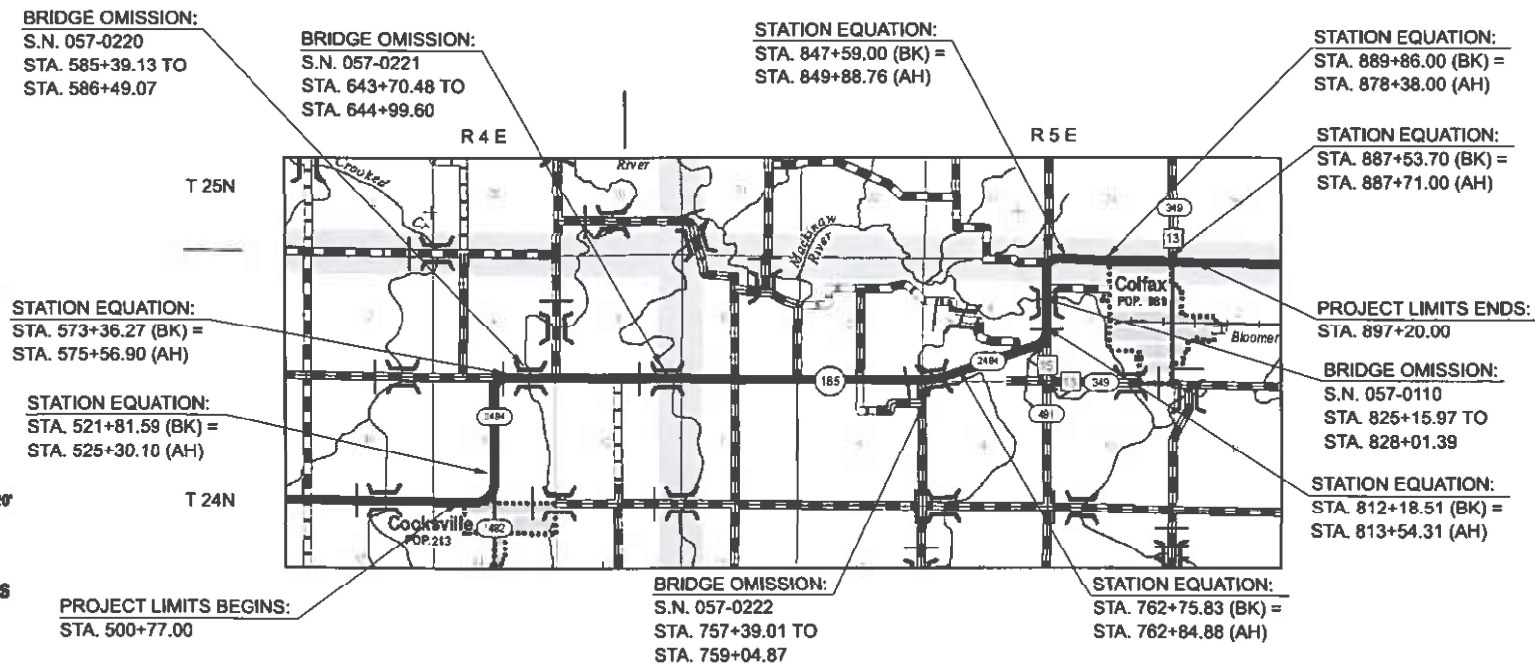 BRIDGE OMISSION:
S.N. 057-0220
STA. 585+39.13 TO
STA. 586+49.07
BRIDGE OMISSION:
S.N. 057-0221
STA. 643+70.48 TO
STA. 644+99.60
STATION EQUATION:
STA. 847+59.00 (BK) =
STA. 849+88.76 (AH)
STATION EQUATION:
STA. 889+86.00 (BK) =
STA. 878+38.00 (AH)
STATION EQUATION:
STA. 887+53.70 (BK) =
STA. 887+71.00 (AH)
R 4 E
R 5 E
T 25N
Crooked
Cr.
River
Mackinaw
River
349
13
Colfax
POP. 989
Bloomer
PROJECT LIMITS ENDS:
STA. 897+20.00
STATION EQUATION:
STA. 573+36.27 (BK) =
STA. 575+56.90 (AH)
185
2484
15
349
491
2484
BRIDGE OMISSION:
S.N. 057-0110
STA. 825+15.97 TO
STA. 828+01.39
STATION EQUATION:
STA. 521+81.59 (BK) =
STA. 525+30.10 (AH)
T 24N
20'
Cooksville
POP. 213
1482
STATION EQUATION:
STA. 812+18.51 (BK) =
STA. 813+54.31 (AH)
S
PROJECT LIMITS BEGINS:
STA. 500+77.00
BRIDGE OMISSION:
S.N. 057-0222
STA. 757+39.01 TO
STA. 759+04.87
STATION EQUATION:
STA. 762+75.83 (BK) =
STA. 762+84.88 (AH)